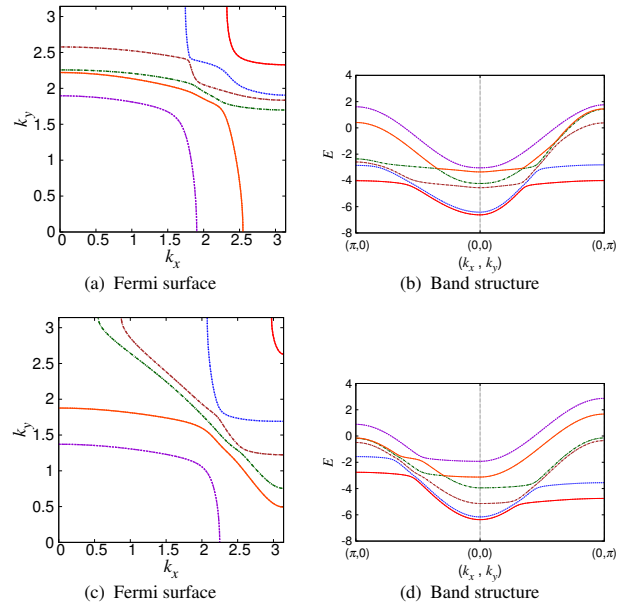 3
2.5
2
1.5
1
0.5
0
k_y
0 0.5 1 1.5 2 2.5 3
k_x
(a) Fermi surface
4
2
0
-2
-4
-6
-8
E
(π,0) (0,0) (0,π)
(k_x , k_y)
(b) Band structure
3
2.5
2
1.5
1
0.5
0
k_y
0 0.5 1 1.5 2 2.5 3
k_x
(c) Fermi surface
4
2
0
-2
-4
-6
-8
E
(π,0) (0,0) (0,π)
(k_x , k_y)
(d) Band structure